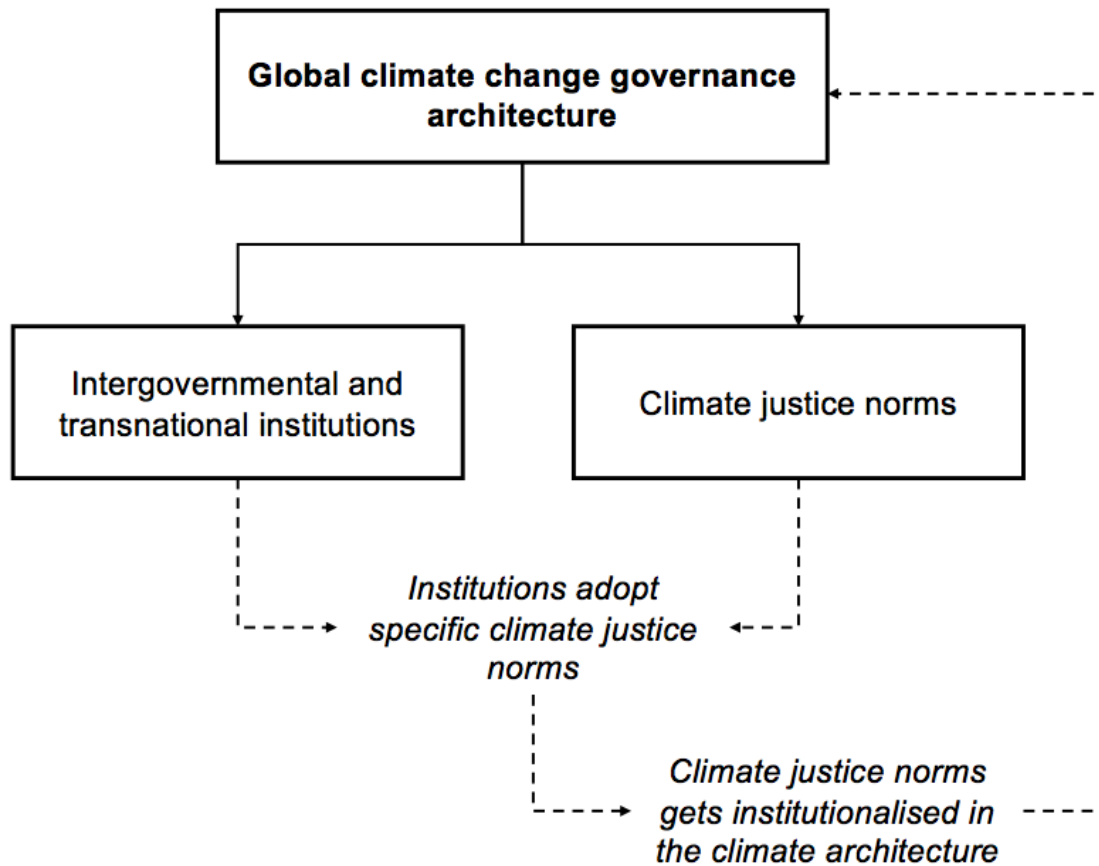 Global climate change governance
architecture
Intergovernmental and
transnational institutions
Climate justice norms
Institutions adopt
specific climate justice
norms
Climate justice norms
gets institutionalised in
the climate architecture